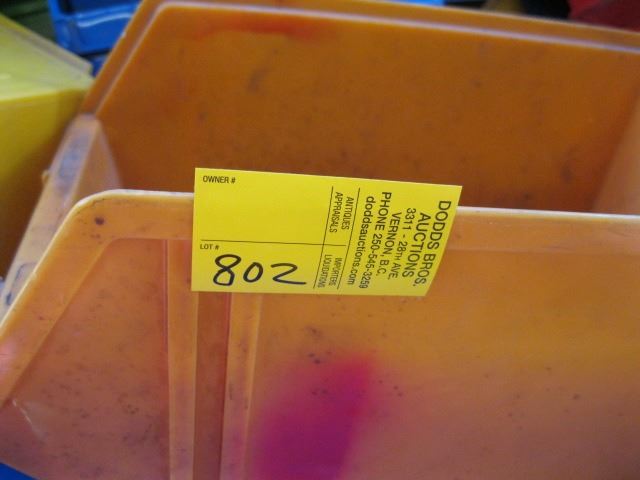 OWNER #
LOT #
802
ANTIQUES
APPRAISALS
IMPORTERS
LIQUIDATIONS
DODDS BROS.
AUCTIONS
3311 - 28TH AVE.
VERNON, B.C.
PHONE 250-545-3259
doddsauctions.com